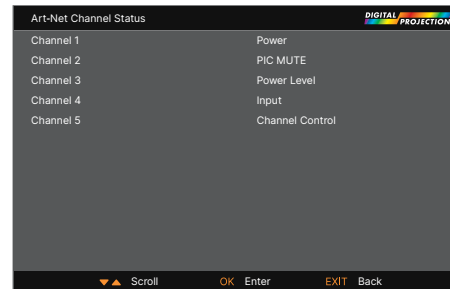 Art-Net Channel Status DIGITAL PROJECTION
Channel 1 Power
Channel 2 PIC MUTE
Channel 3 Power Level
Channel 4 Input
Channel 5 Channel Control
Scroll OK Enter EXIT Back